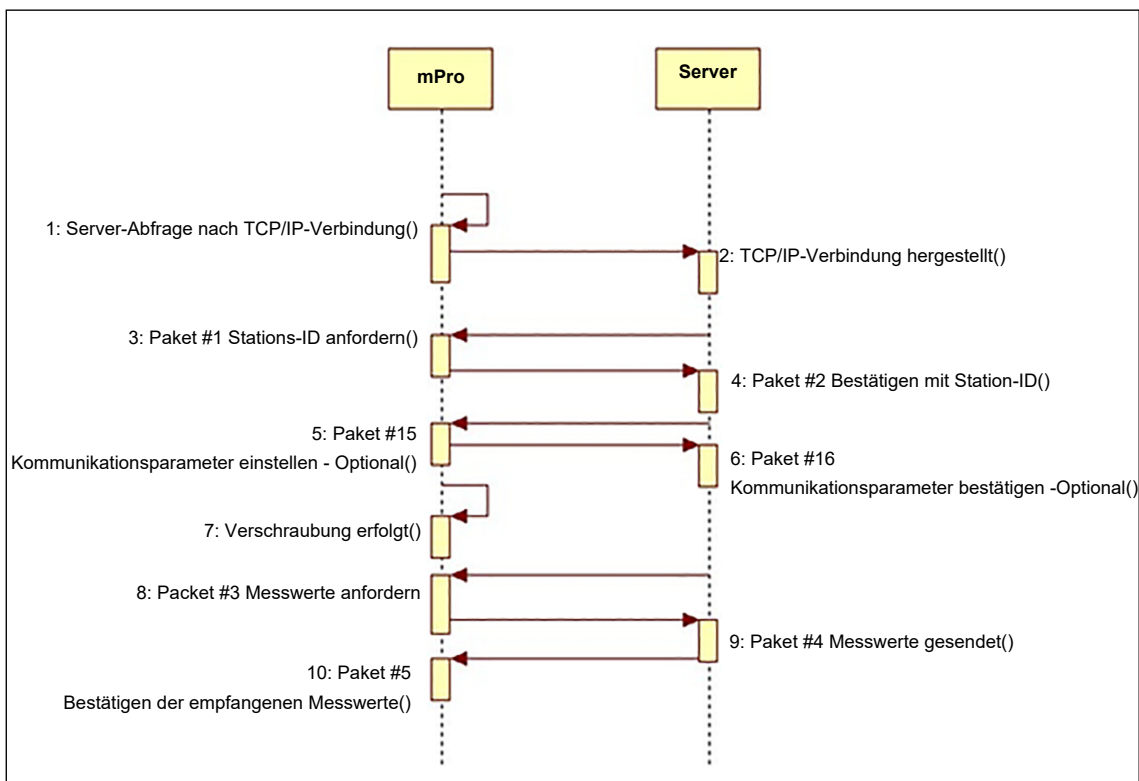 mPro
Server
1: Server-Abfrage nach TCP/IP-Verbindung()
2: TCP/IP-Verbindung hergestellt()
3: Paket #1 Stations-ID anfordern()
4: Paket #2 Bestätigen mit Station-ID()
5: Paket #15
Kommunikationsparameter einstellen - Optional()
6: Paket #16
Kommunikationsparameter bestätigen -Optional()
7: Verschraubung erfolgt()
8: Packet #3 Messwerte anfordern
9: Paket #4 Messwerte gesendet()
10: Paket #5
Bestätigen der empfangenen Messwerte()